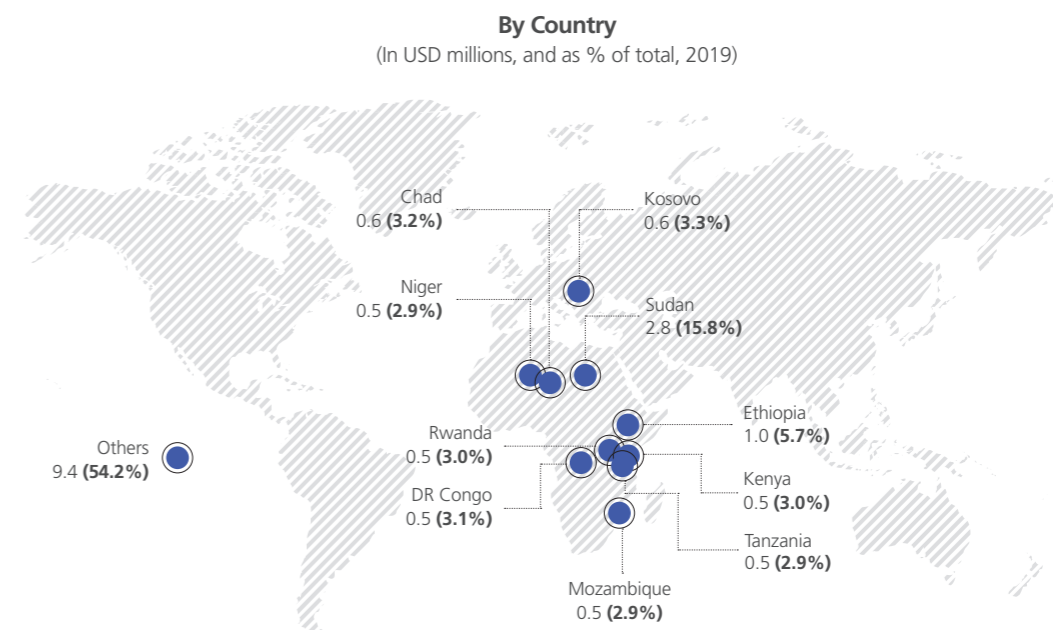 By Country
(In USD millions, and as % of total, 2019)
Chad
0.6 (3.2%)
Kosovo
0.6 (3.3%)
Niger
0.5 (2.9%)
Sudan
2.8 (15.8%)
Ethiopia
1.0 (5.7%)
Rwanda
0.5 (3.0%)
Others
9.4 (54.2%)
Kenya
0.5 (3.0%)
DR Congo
0.5 (3.1%)
Tanzania
0.5 (2.9%)
Mozambique
0.5 (2.9%)